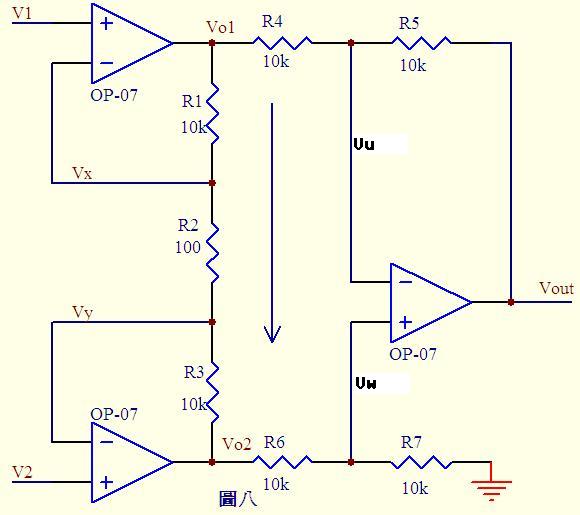 V1
+
−
OP-07
Vo1
R4
10k
R5
10k
R1
10k
Vu
Vx
R2
100
Vy
−
+
OP-07
Vout
R3
10k
Vw
OP-07
−
+
V2
Vo2
R6
10k
R7
10k
圖八